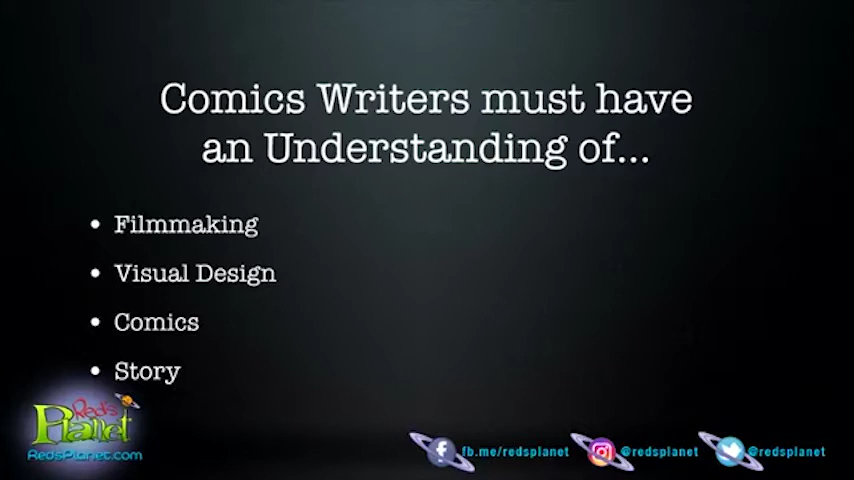 Comics Writers must have
an Understanding of...
• Filmmaking
• Visual Design
• Comics
• Story
Red's
Planet
RedsPlanet.com
fb.me/redsplanet
@redsplanet
@redsplanet